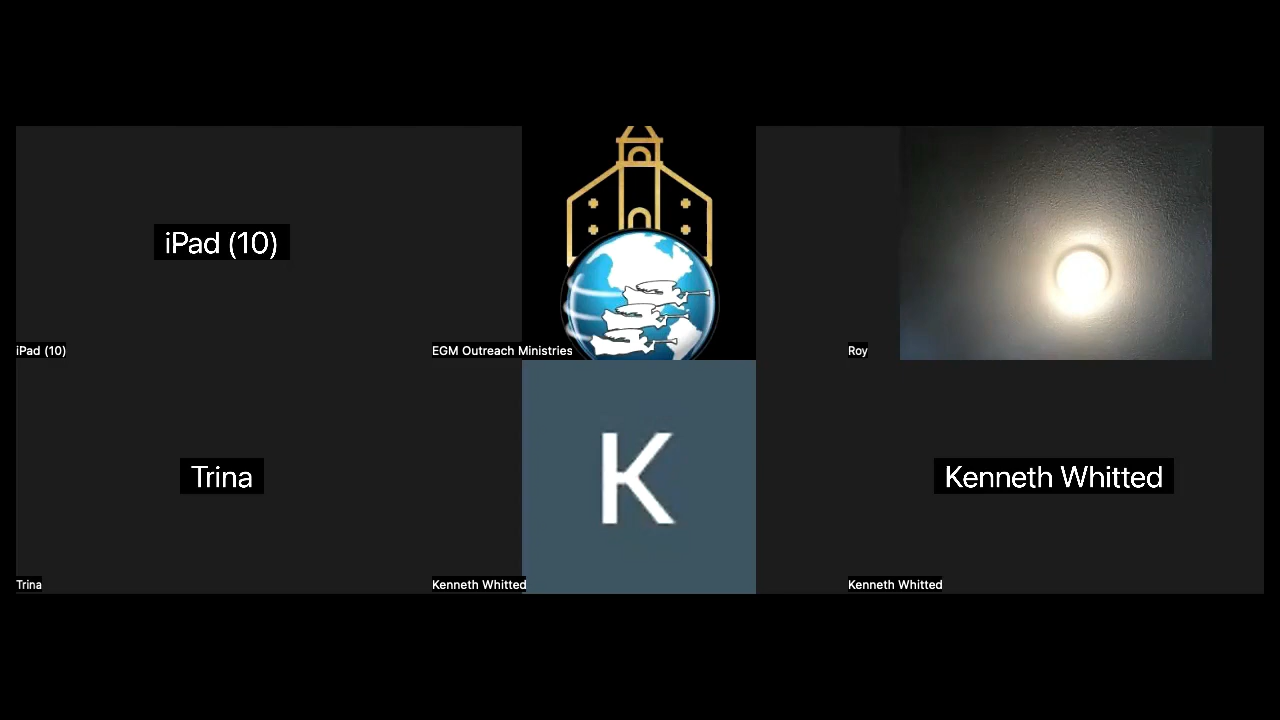 iPad (10)
iPad (10)
EGM Outreach Ministries
Roy
Trina
K
Kenneth Whitted
Trina
Kenneth Whitted
Kenneth Whitted